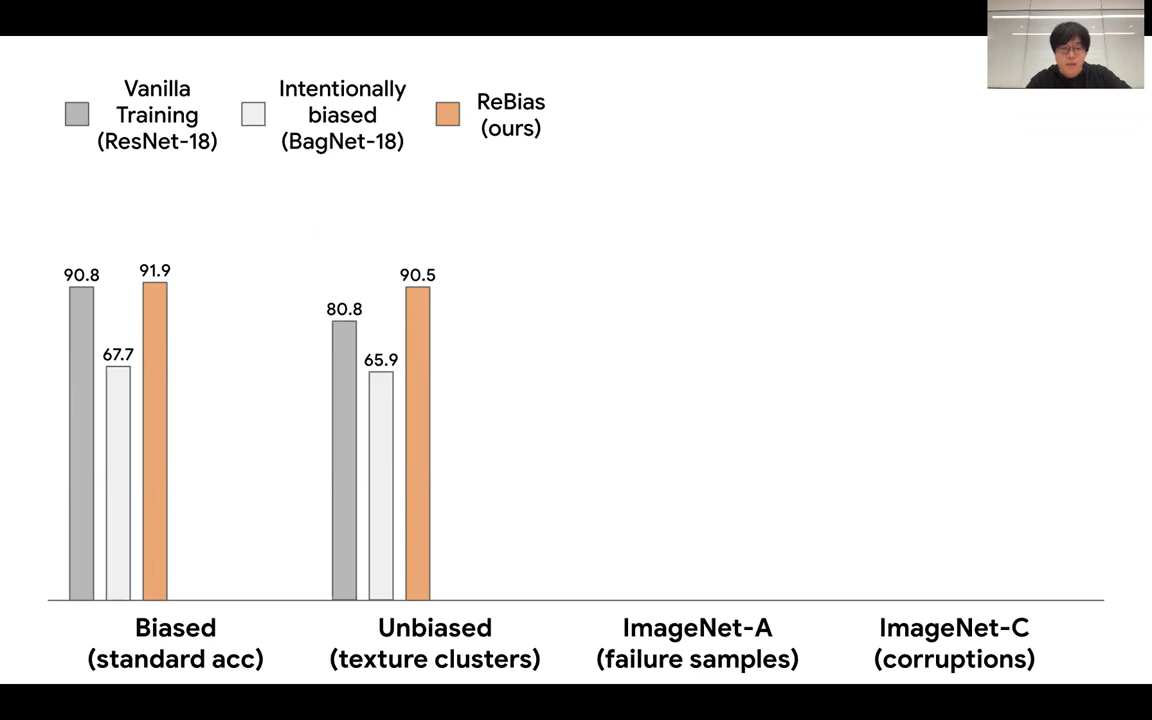 Vanilla
Training
(ResNet-18)
Intentionally
biased
(BagNet-18)
ReBias
(ours)
90.8
67.7
91.9
80.8
65.9
90.5
Biased
(standard acc)
Unbiased
(texture clusters)
ImageNet-A
(failure samples)
ImageNet-C
(corruptions)